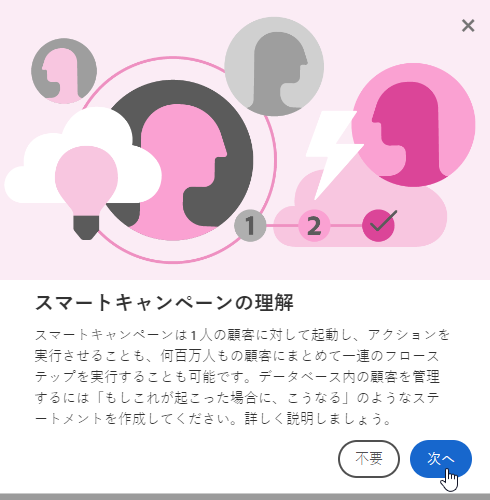 1 2
スマートキャンペーンの理解
スマートキャンペーンは 1 人の顧客に対して起動し、アクションを
実行させることも、何百万人もの顧客にまとめて一連のフロース
テップを実行することも可能です。データベース内の顧客を管理
するには「もしこれが起こった場合に、こうなる」のようなステ
ートメントを作成してください。詳しく説明しましょう。
不要 次へ